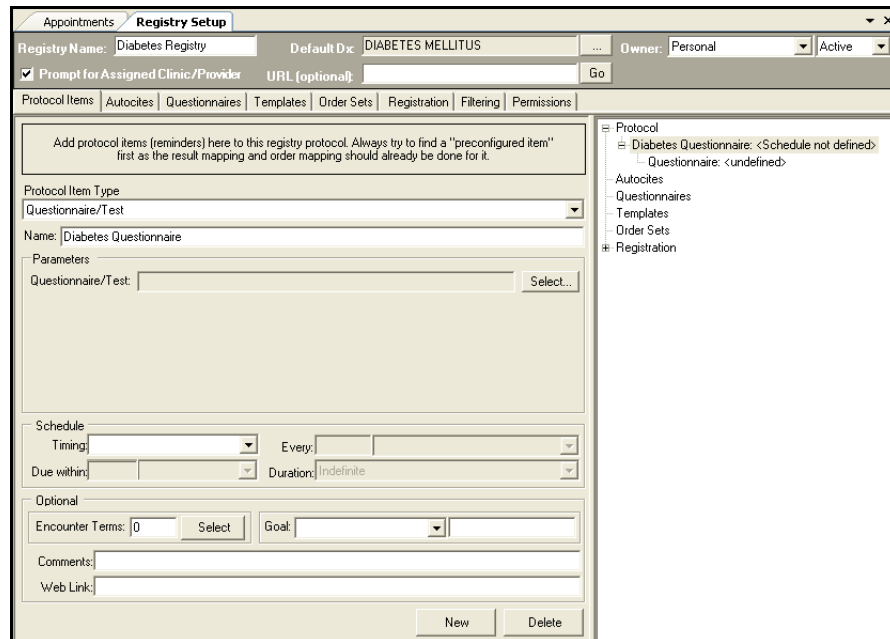 Appointments Registry Setup
Registry Name: Diabetes Registry Default Dx: DIABETES MELLITUS ... Owner: Personal Active
Prompt for Assigned Clinic/Provider URL (optional): Go
Protocol Items Autocites Questionnaires Templates Order Sets Registration Filtering Permissions
Add protocol items (reminders) here to this registry protocol. Always try to find a "preconfigured item"
first as the result mapping and order mapping should already be done for it.
Protocol Item Type
Questionnaire/Test
Name: Diabetes Questionnaire
Parameters
Questionnaire/Test: Select...
Schedule
Timing: Every:
Due within: Duration: Indefinite
Optional
Encounter Terms: 0 Select Goal:
Comments:
Web Link:
New Delete
Protocol
Diabetes Questionnaire: <Schedule not defined>
Questionnaire: <undefined>
Autocites
Questionnaires
Templates
Order Sets
Registration